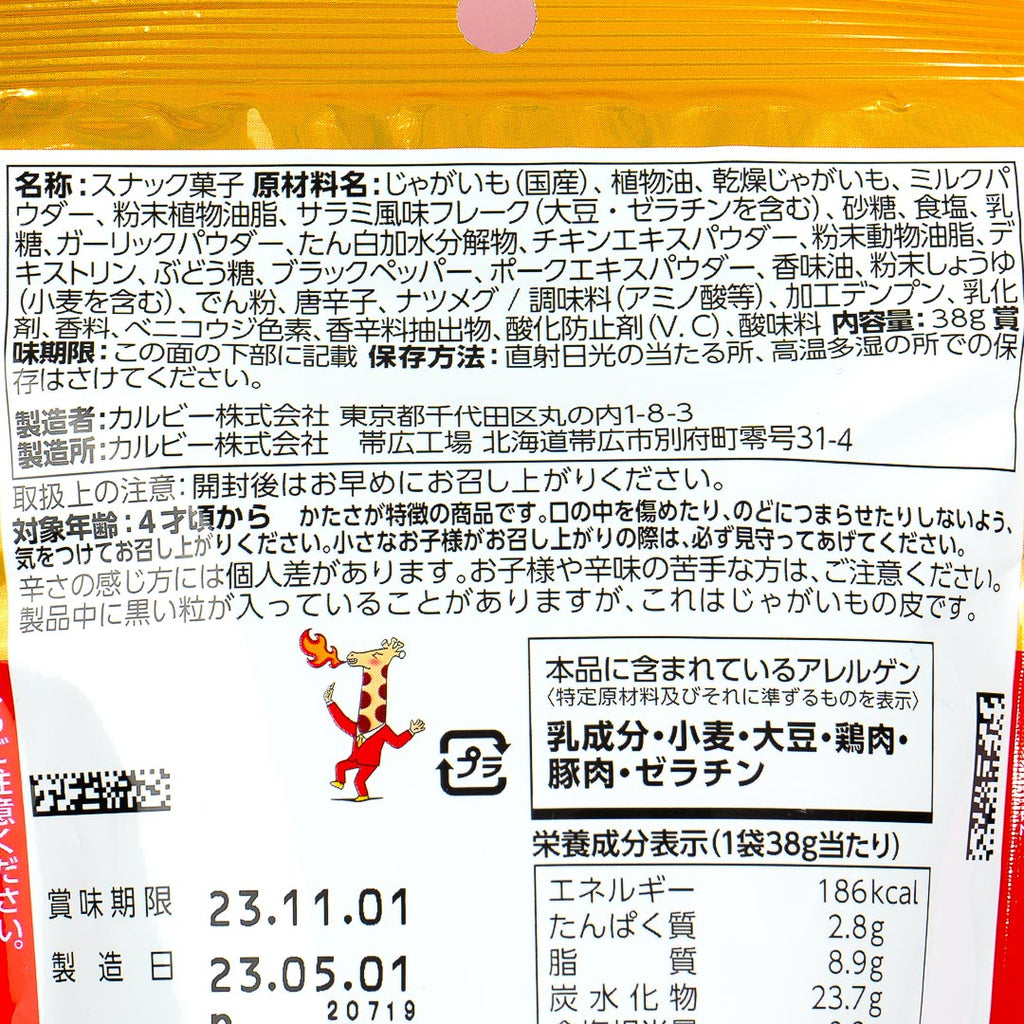 名称：スナック菓子 原材料名：じゃがいも（国産）、植物油、乾燥じゃがいも、ミルクパ
ウダー、粉末植物油脂、サラミ風味フレーク（大豆・ゼラチンを含む）、砂糖、食塩、乳
糖、ガーリックパウダー、たん白加水分解物、チキンエキスパウダー、粉末動物油脂、デ
キストリン、ぶどう糖、ブラックペッパー、ポークエキスパウダー、香味油、粉末しょうゆ
（小麦を含む）、でん粉、唐辛子、ナツメグ / 調味料（アミノ酸等）、加工デンプン、乳化
剤、香料、ベニコウジ色素、香辛料抽出物、酸化防止剤（V.C）、酸味料 内容量：38g 賞
味期限：この面の下部に記載 保存方法：直射日光の当たる所、高温多湿の所での保
存はさけてください。
製造者：カルビー株式会社 東京都千代田区丸の内1-8-3
製造所：カルビー株式会社 帯広工場 北海道帯広市別府町零号31-4
取扱上の注意：開封後はお早めにお召し上がりください。
対象年齢：4才頃から かたさが特徴の商品です。口の中を傷めたり、のどにつまらせたりしないよう、
気をつけてお召し上がりください。小さなお子様がお召し上がりの際は、必ず見守ってあげてください。
辛さの感じ方には個人差があります。お子様や辛味の苦手な方は、ご注意ください。
製品中に黒い粒が入っていることがありますが、これはじゃがいもの皮です。
プラ
本品に含まれているアレルゲン
〈特定原材料及びそれに準ずるものを表示〉
乳成分・小麦・大豆・鶏肉・
豚肉・ゼラチン
栄養成分表示（1袋38g当たり）
エネルギー 186kcal
たんぱく質 2.8g
脂質 8.9g
炭水化物 23.7g
賞味期限 23.11.01
製造日 23.05.01
20719
ご注意ください。